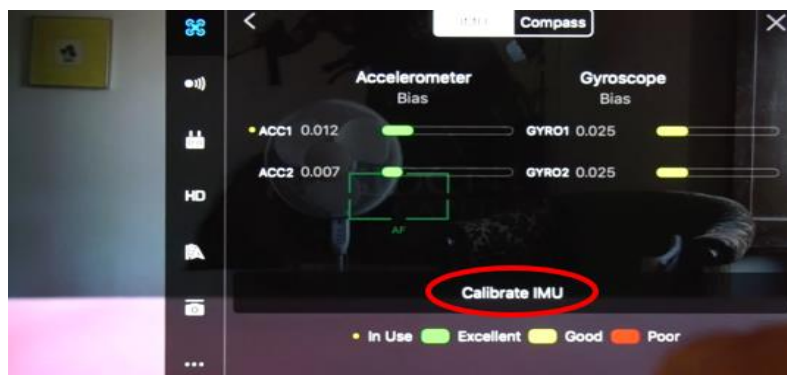 Compass
Accelerometer Gyroscope
Bias Bias
ACC1 0.012 GYRO1 0.025
ACC2 0.007 GYRO2 0.025
HD
AF
Calibrate IMU
In Use Excellent Good Poor